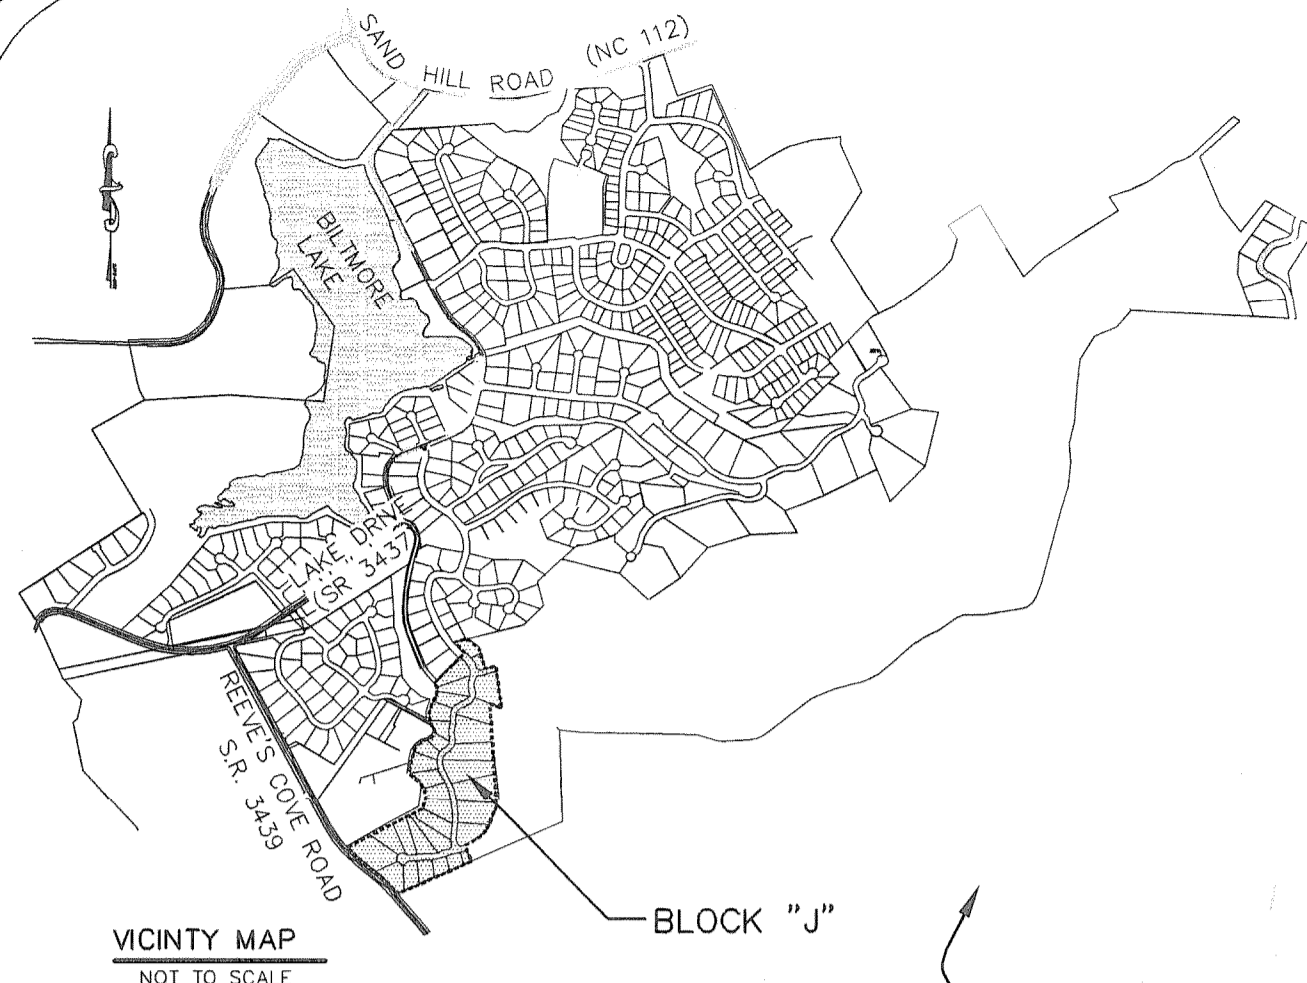 SAND HILL ROAD (NC 112)
BILTMORE
LAKE
LAKE DRIVE
(SR 3437
REEVE'S COVE ROAD
S.R. 3439
BLOCK "J"
VICINTY MAP
NOT TO SCALE